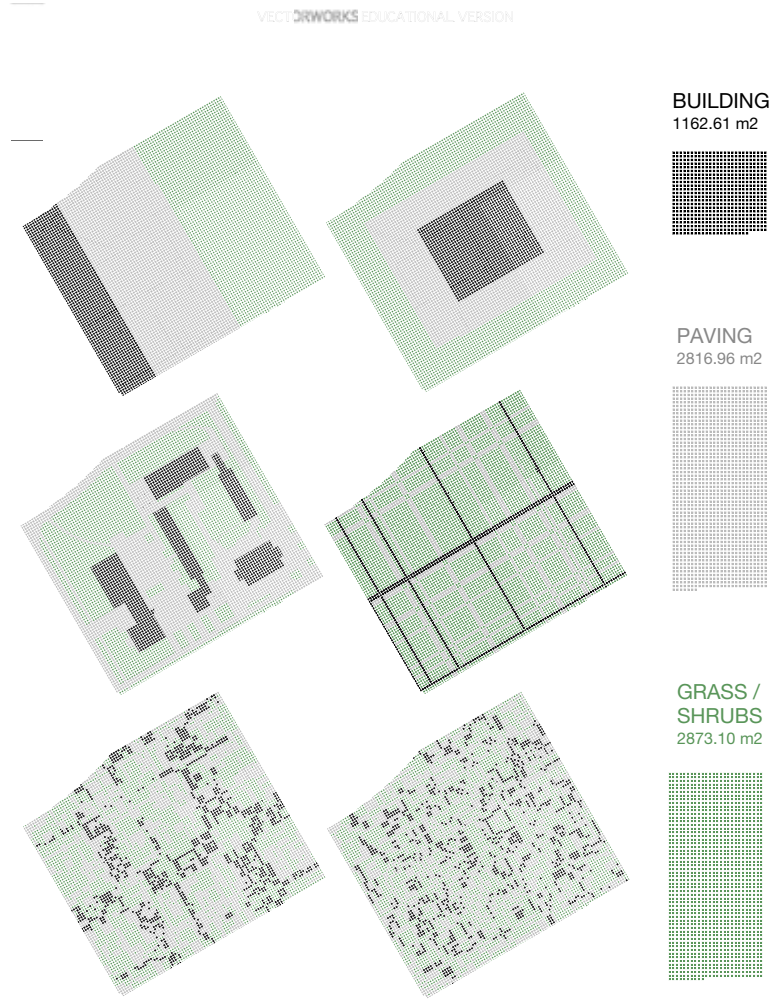 VECTORWORKS EDUCATIONAL VERSION
BUILDING
1162.61 m2
PAVING
2816.96 m2
GRASS /
SHRUBS
2873.10 m2